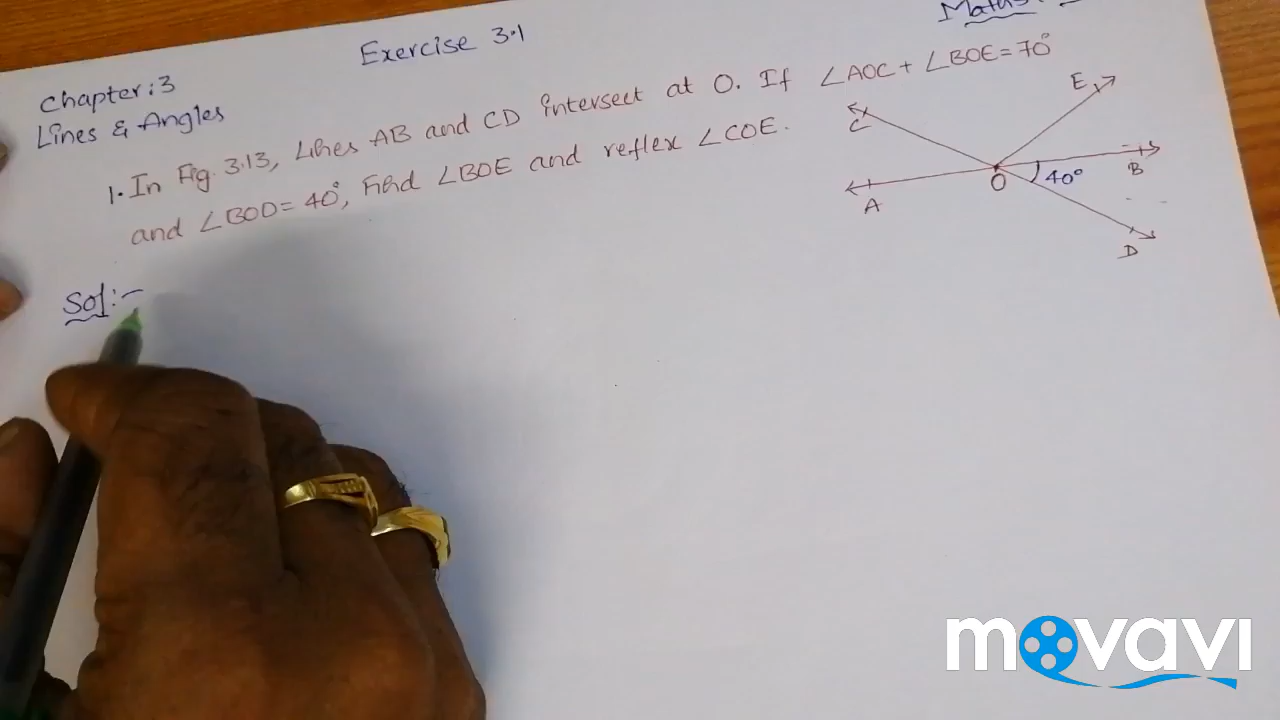 Maths
Exercise 3.1
Chapter: 3
Lines & Angles
1. In Fig. 3.13, Lines AB and CD intersect at O. If ∠AOC + ∠BOE = 70°
and ∠BOD = 40°, Find ∠BOE and reflex ∠COE.
E
C
B
O
40°
A
D
Sol:-
movavi